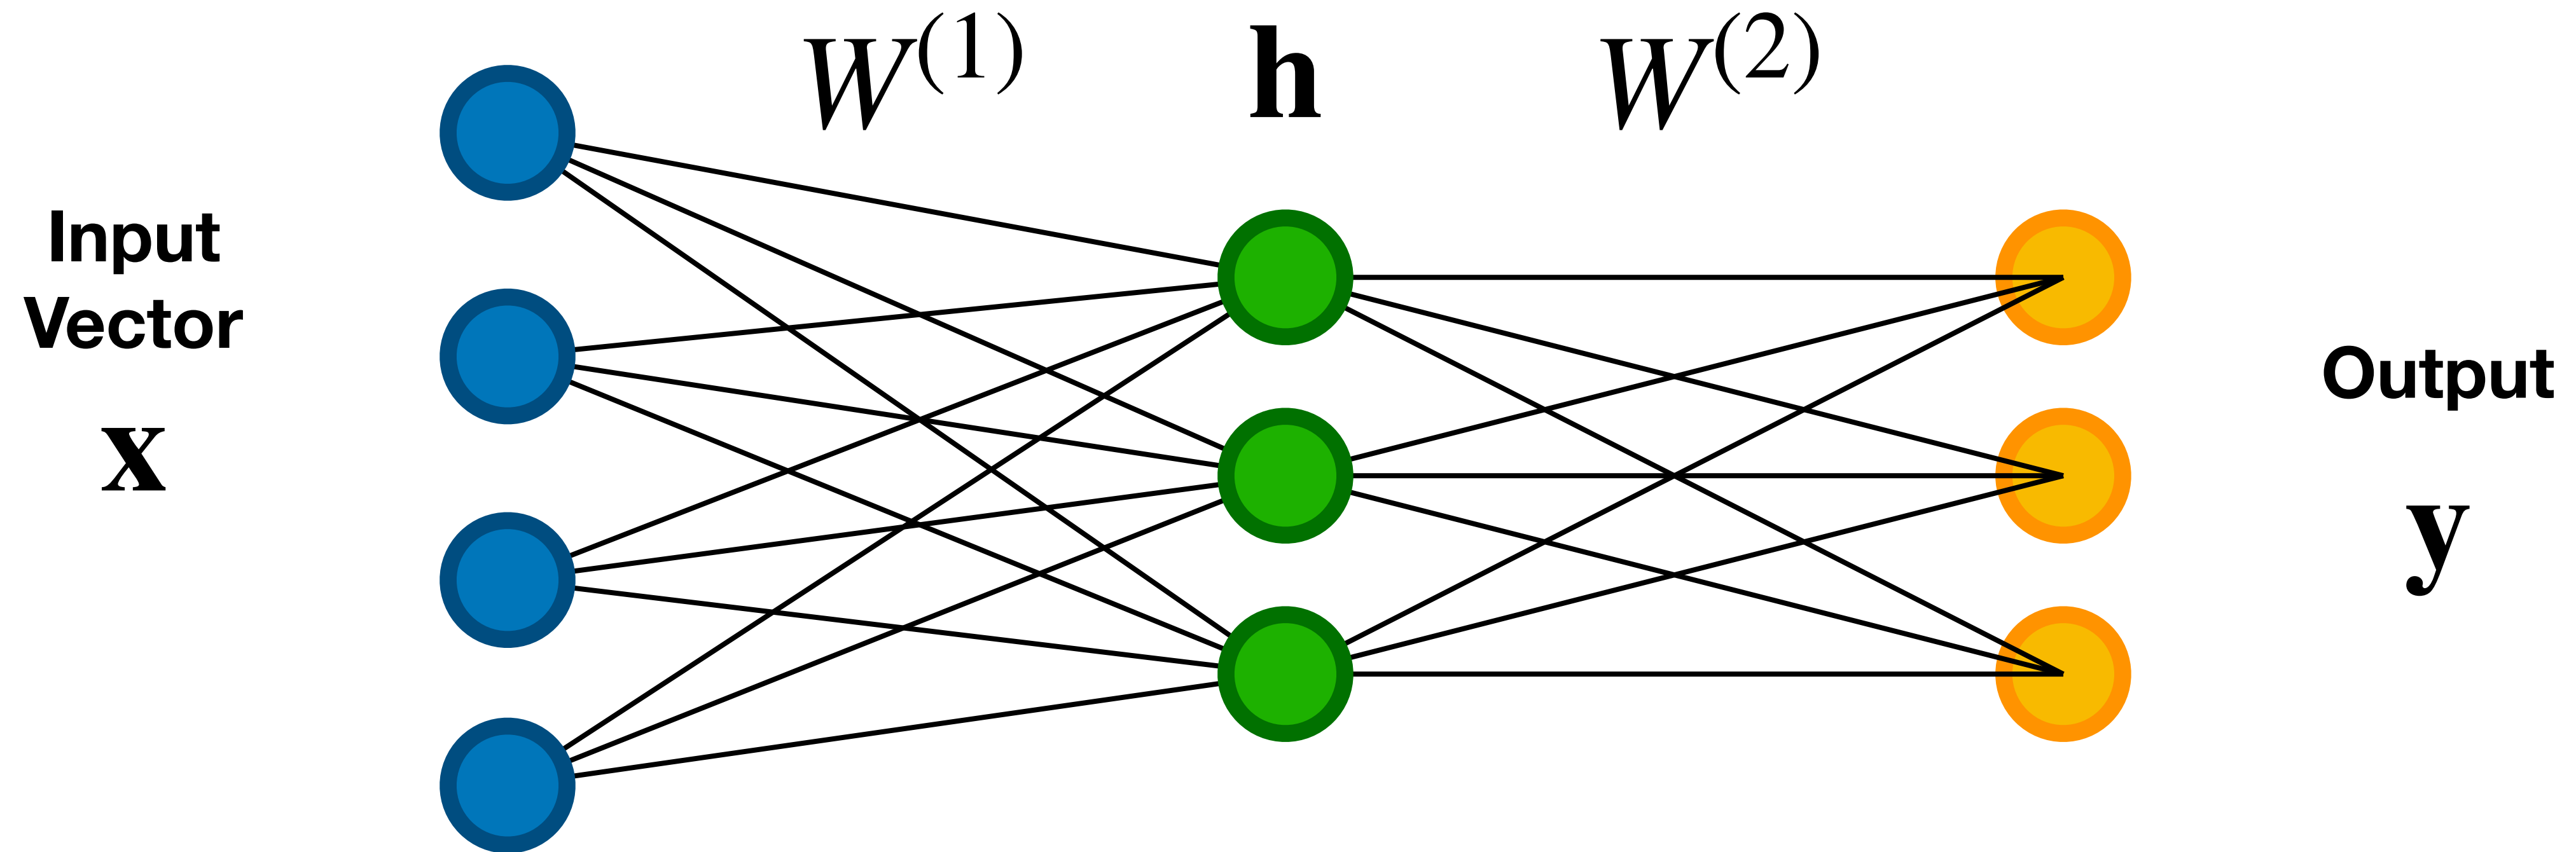 W^{(1)}
h
W^{(2)}
Input
Vector
x
Output
y